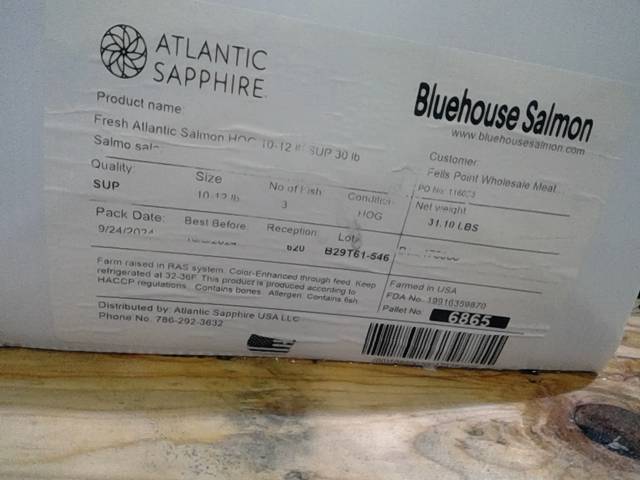 ATLANTIC
SAPPHIRE
Bluehouse Salmon
www.bluehousesalmon.com
Product name
Fresh Atlantic Salmon HOG 10-12 lb SUP 30 lb
Salmo salar
Customer:
Fells Point Wholesale Meat
PO No:
Quality: Size No of Fish Condition
SUP 10-12 lb 3 HOG
Net weight
31.10 LBS
Pack Date: Best Before: Reception: Lot:
9/24/2024 620 B29T61-546
Farm raised in RAS system. Color-Enhanced through feed. Keep
refrigerated at 32-36F. This product is produced according to
HACCP regulations. Contains bones. Allergen: Contains fish.
Farmed in USA
FDA No. 19916359870
Pallet No 6865
Distributed by: Atlantic Sapphire USA LLC
Phone No. 786-292-3632